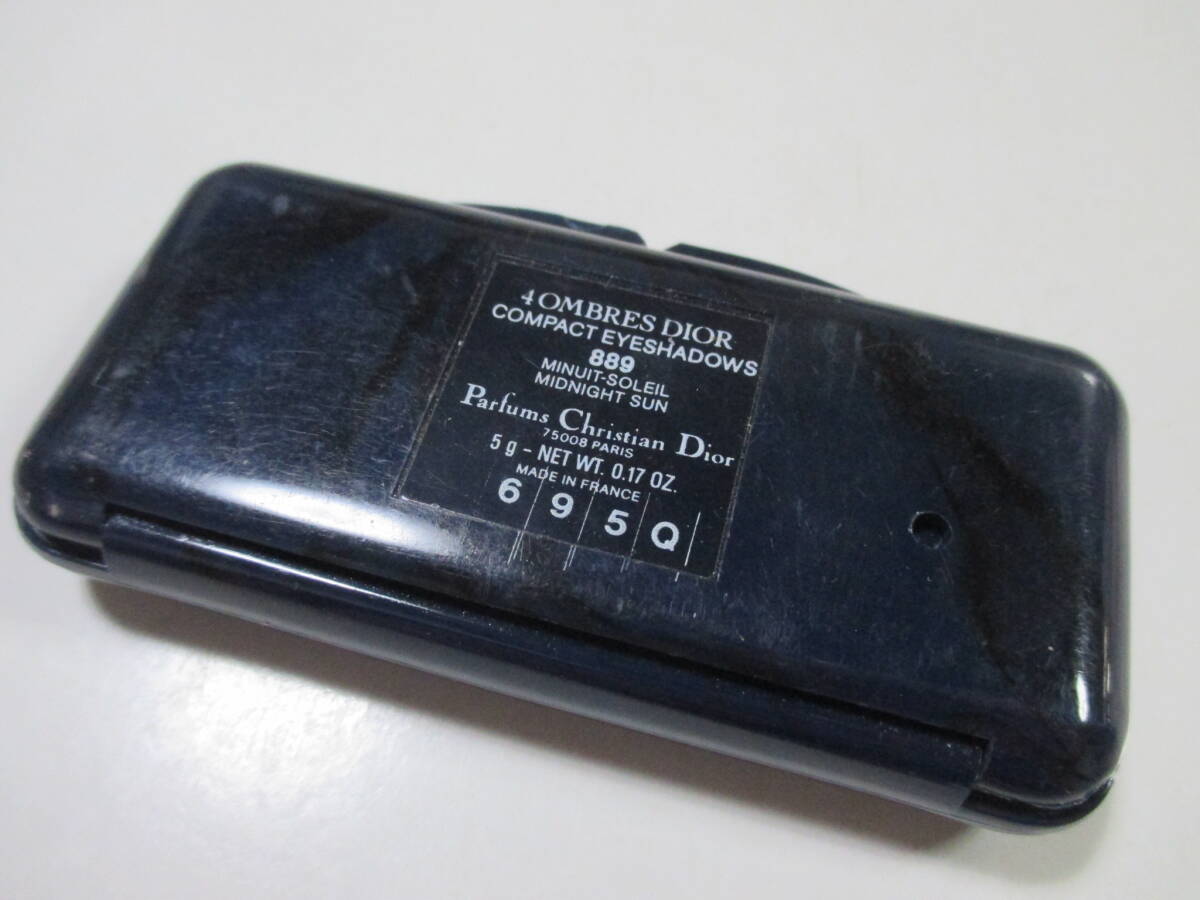 4 OMBRES DIOR
COMPACT EYESHADOWS
889
MINUIT-SOLEIL
MIDNIGHT SUN
Parfums Christian Dior
75008 PARIS
5 g - NET WT. 0.17 OZ.
MADE IN FRANCE
6 9 5 Q